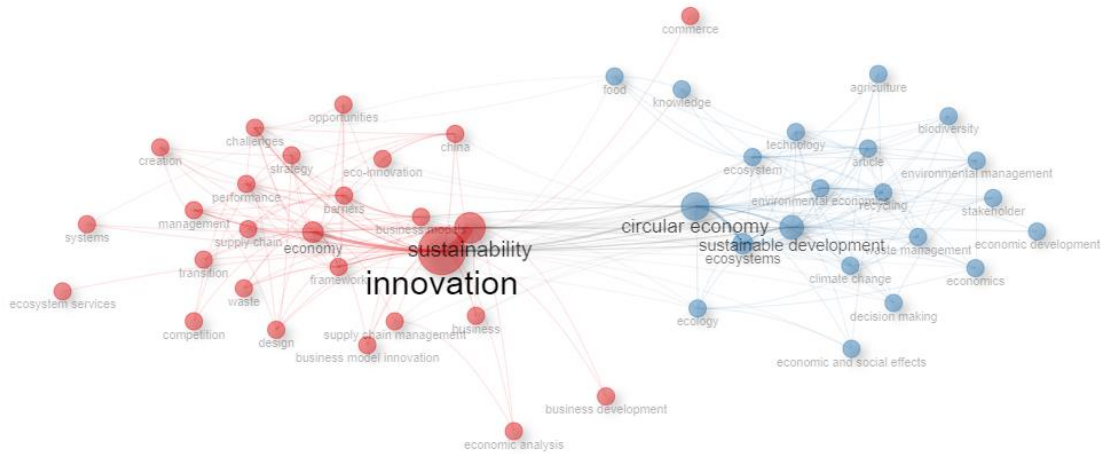 commerce
food
agriculture
knowledge
opportunities
biodiversity
challenges
china
technology
creation
strategy
eco-innovation
article
ecosystem
environmental management
performance
barriers
environmental economics
recycling
stakeholder
management
business models
circular economy
systems
supply chain
economy
sustainability
sustainable development
waste management
economic development
ecosystems
transition
framework
climate change
economics
innovation
ecosystem services
waste
decision making
competition
design
supply chain management
business
ecology
business model innovation
economic and social effects
business development
economic analysis